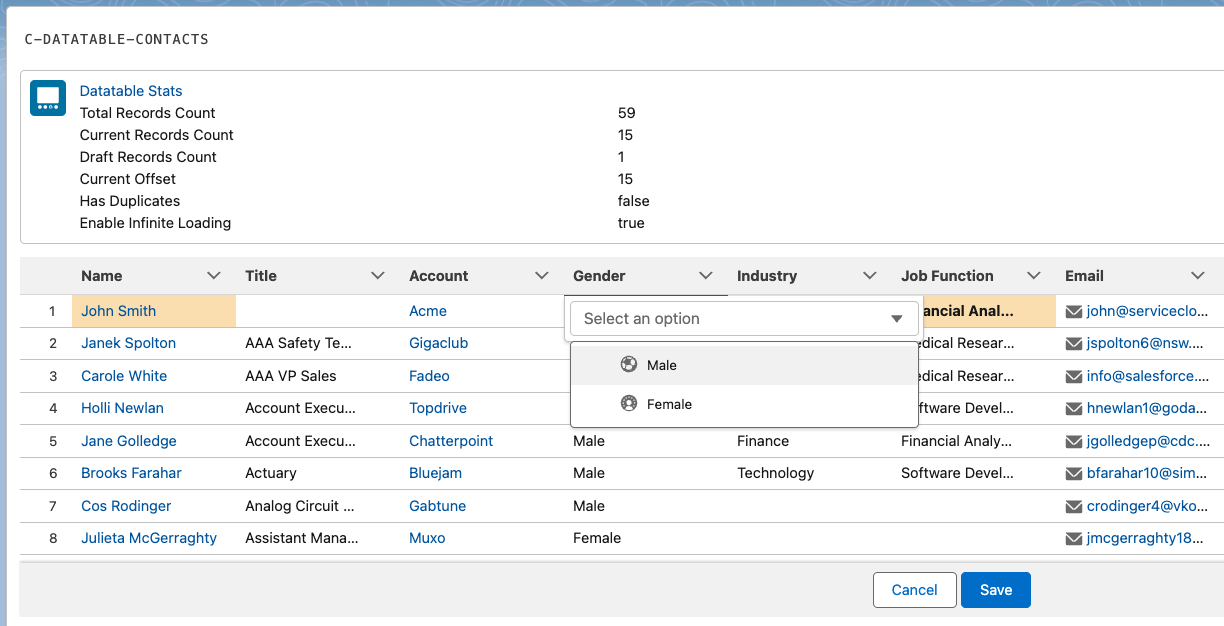 C-DATATABLE-CONTACTS
Datatable Stats
Total Records Count 59
Current Records Count 15
Draft Records Count 1
Current Offset 15
Has Duplicates false
Enable Infinite Loading true
Name Title Account Gender Industry Job Function Email
1 John Smith Acme Select an option ancial Anal... john@serviceclo...
2 Janek Spolton AAA Safety Te... Gigaclub edical Resear... jspolton6@nsw....
Male
3 Carole White AAA VP Sales Fadeo edical Resear... info@salesforce....
4 Holli Newlan Account Execu... Topdrive Female ftware Devel... hnewlan1@goda...
5 Jane Golledge Account Execu... Chatterpoint Male Finance Financial Analy... jgolledgep@cdc....
6 Brooks Farahar Actuary Bluejam Male Technology Software Devel... bfarahar10@sim...
7 Cos Rodinger Analog Circuit ... Gabtune Male crodinger4@vko...
8 Julieta McGerraghty Assistant Mana... Muxo Female jmcgerraghty18...
Cancel Save